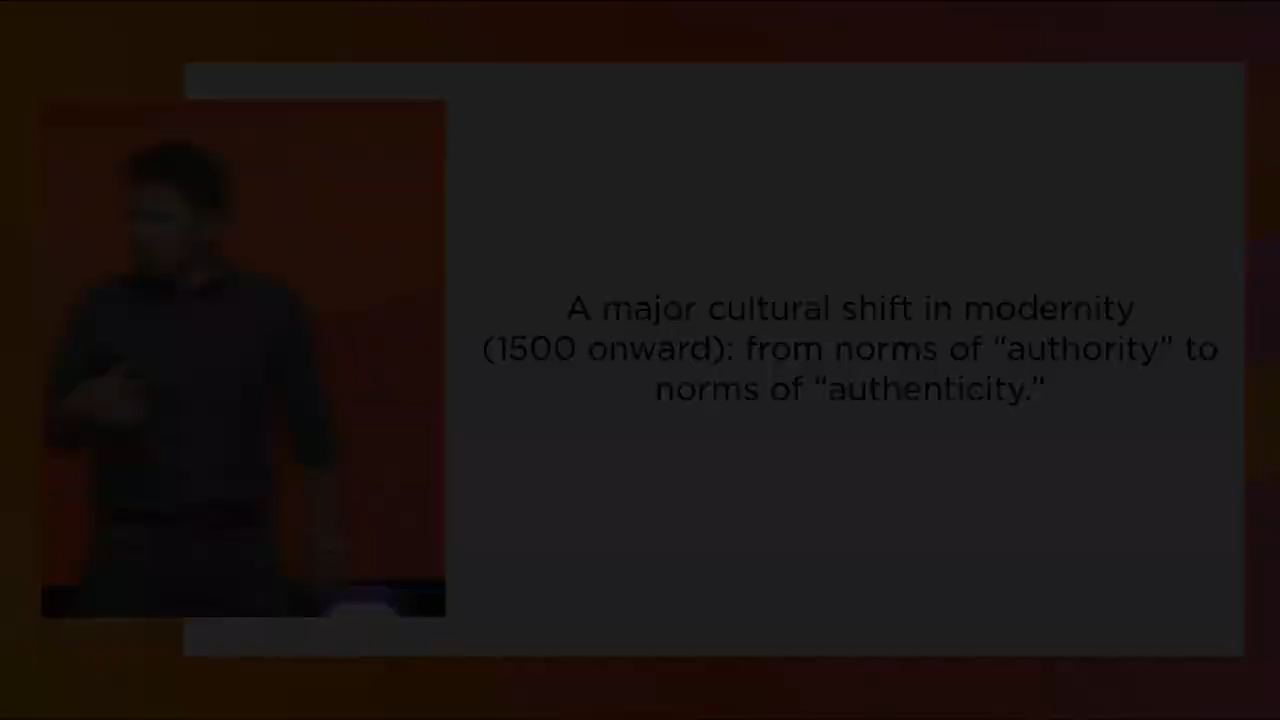 A major cultural shift in modernity
(1500 onward): from norms of “authority” to
norms of “authenticity.”